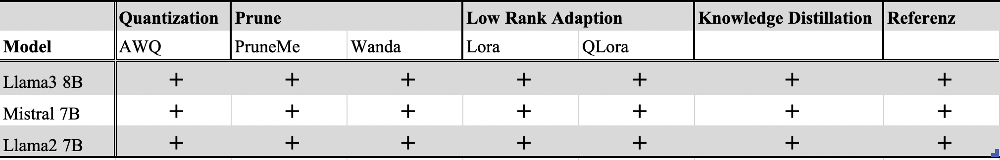 Quantization Prune Low Rank Adaption Knowledge Distillation Referenz
Model AWQ PruneMe Wanda Lora QLora
Llama3 8B + + + + + + +
Mistral 7B + + + + + + +
Llama2 7B + + + + + + +